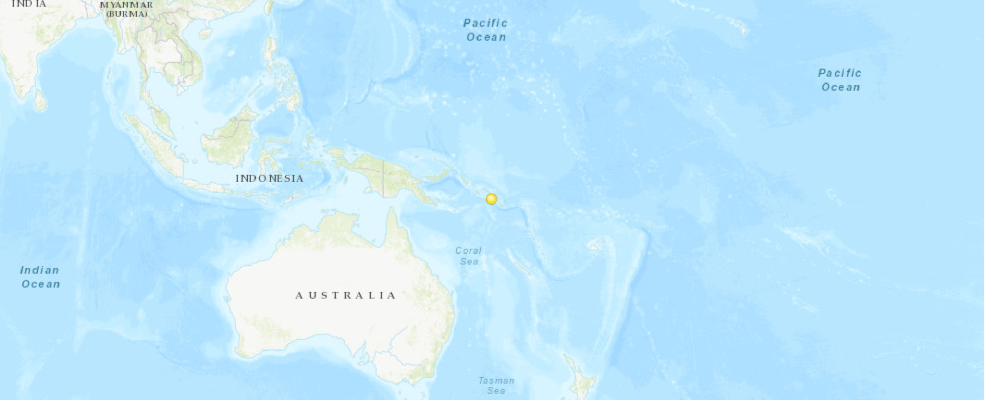 INDIA
MYANMAR
(BURMA)
Pacific
Ocean
Pacific
Ocean
INDONESIA
Coral
Sea
Indian
Ocean
AUSTRALIA
Tasman
Sea